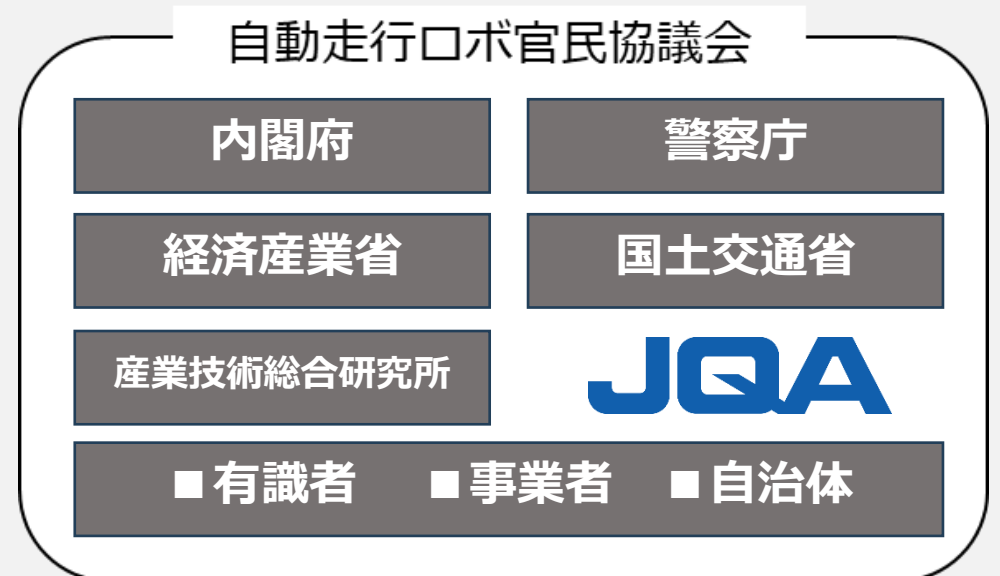 自動走行ロボ官民協議会
内閣府
警察庁
経済産業省
国土交通省
産業技術総合研究所
JQA
■有識者 ■事業者 ■自治体